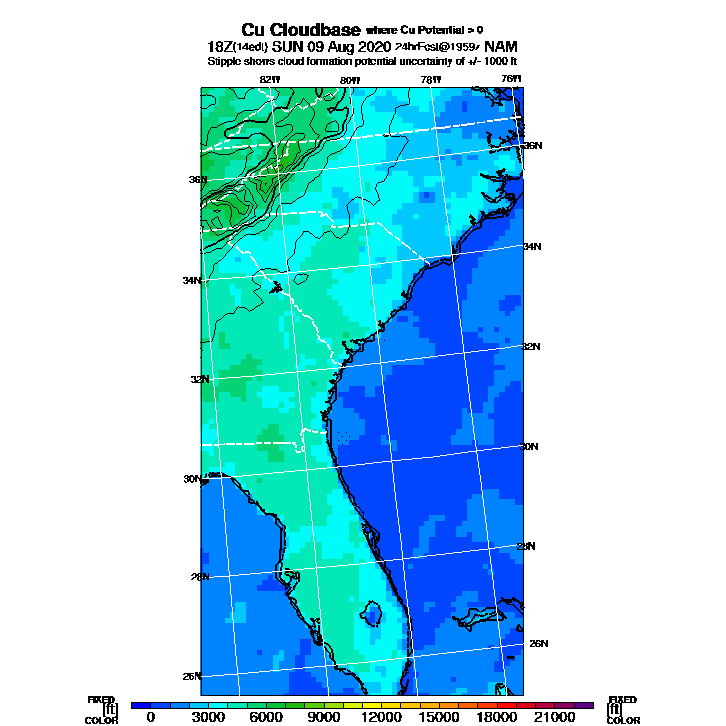 Cu Cloudbase where Cu Potential > 0
18Z(14edt) SUN 09 Aug 2020 24hrFcst@1959z NAM
Stipple shows cloud formation potential uncertainty of +/- 1000 ft
82W 80W 78W 76W
36N 36N
34N 34N
32N 32N
30N 30N
28N 28N
26N 26N
FIXED FIXED
[ft] [ft]
COLOR COLOR
0 3000 6000 9000 12000 15000 18000 21000